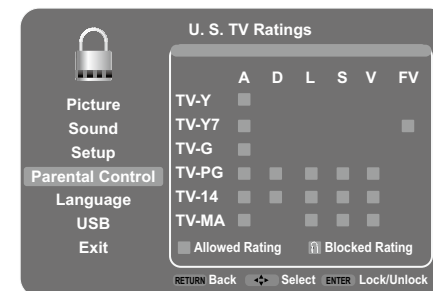 U. S. TV Ratings
A D L S V FV
Picture
Sound
Setup
Parental Control
Language
USB
Exit
TV-Y
TV-Y7
TV-G
TV-PG
TV-14
TV-MA
Allowed Rating Blocked Rating
RETURN Back Select ENTER Lock/Unlock